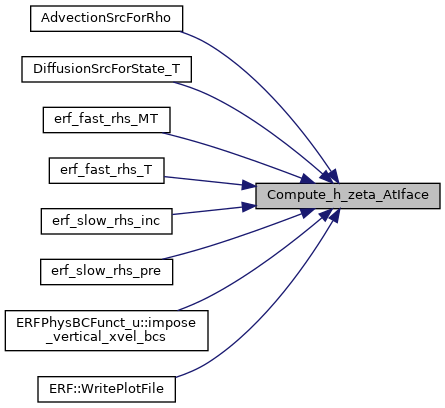 AdvectionSrcForRho
DiffusionSrcForState_T
erf_fast_rhs_MT
erf_fast_rhs_T
Compute_h_zeta_AtIface
erf_slow_rhs_inc
erf_slow_rhs_pre
ERFPhysBCFunct_u::impose
_vertical_xvel_bcs
ERF::WritePlotFile